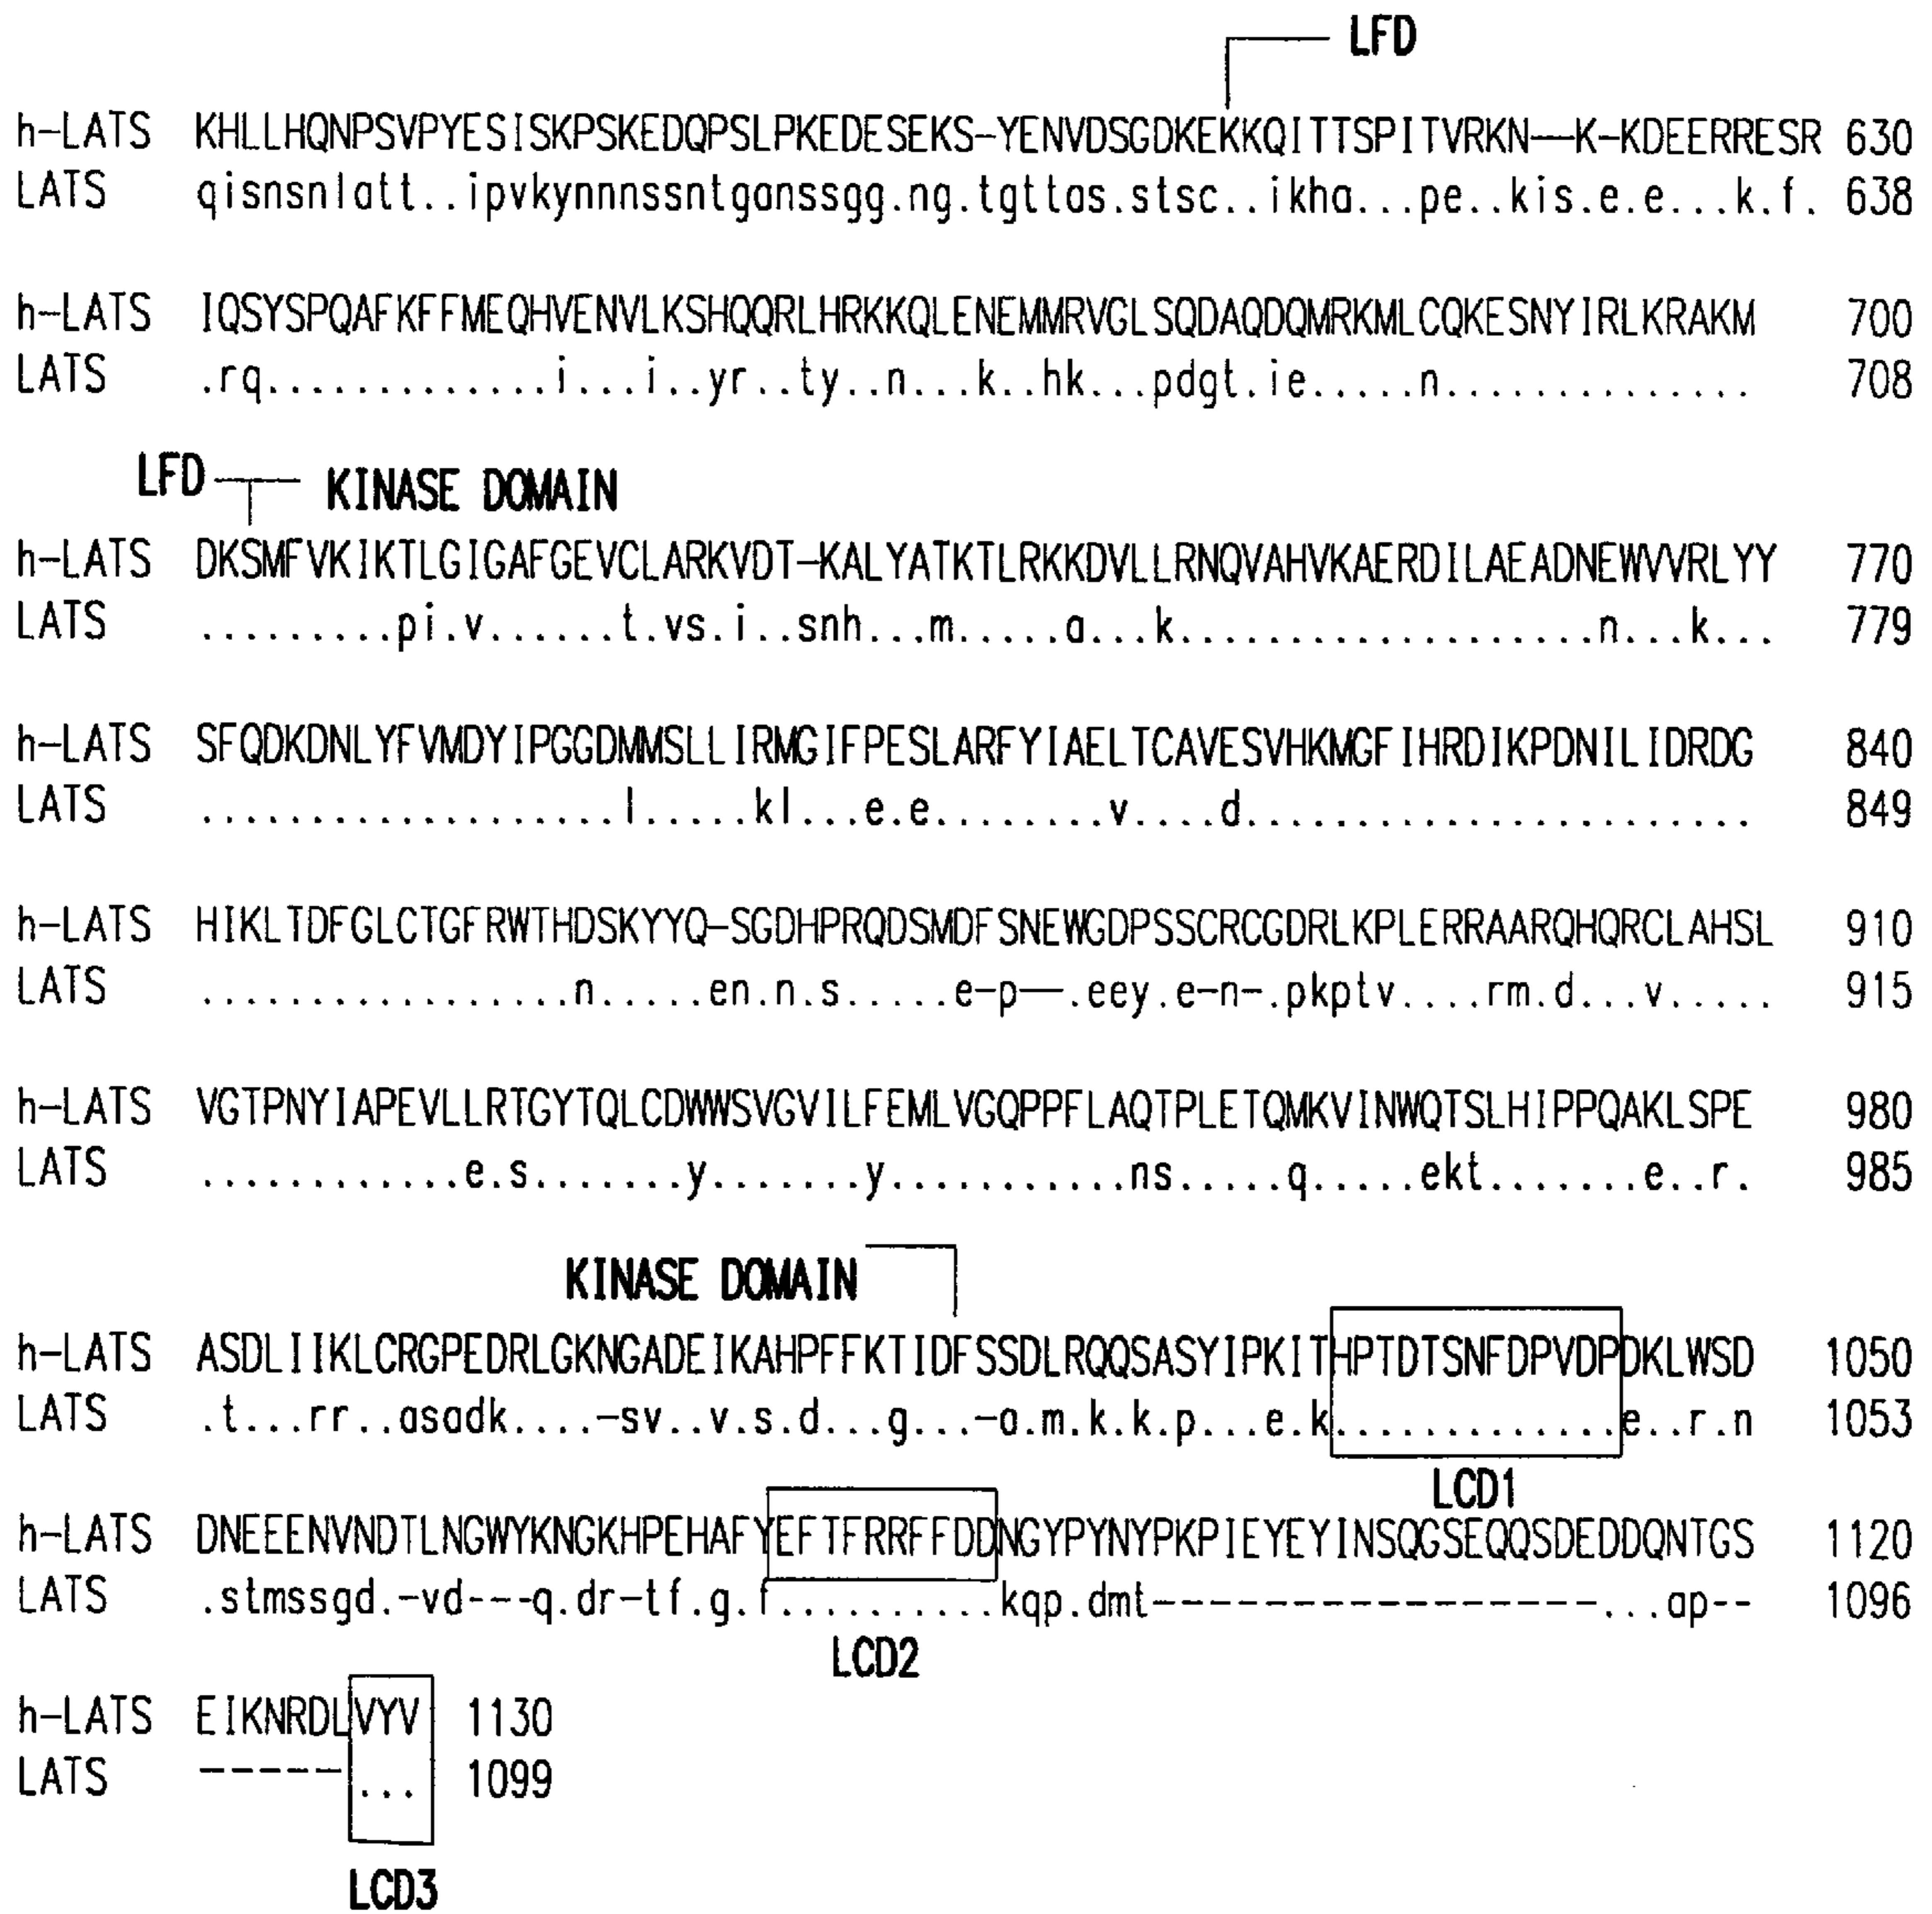 LFD
h-LATS KHLLHQNPSVPYESISKPSKEDQPSLPKEDESEKS-YENVDSGDKEKKQITTSPITVRKN—K-KDEERRESR 630
LATS qisnsnlatt..ipvkynnnssntganssgg.ng.tgttas.stsc..ikha...pe..kis.e.e...k.f. 638
h-LATS IQSYSPQAFKFFMEQHVENVLKSHQQRLHRKKQLENEMMRVGLSQDAQDQMRKMLCQKESNYIRLKRAKM 700
LATS .rq.............i...i..yr..ty..n...k..hk...pdgt.ie.....n.............. 708
LFD KINASE DOMAIN
h-LATS DKSMFVKIKTLGIGAFGEVCLARKVDT-KALYATKTLRKKDVLLRNQVAHVKAERDILAEADNEWVVRLYY 770
LATS .........pi.v......t.vs.i..snh...m.....a...k...................n...k... 779
h-LATS SFQDKDNLYFVMDYIPGGDMMSLLIRMGIFPESLARFYIAELTCAVESVHKMGFIHRDIKPDNILIDRDG 840
LATS ...................l.....kl...e.e........v....d....................... 849
h-LATS HIKLTDFGLCTGFRWTHDSKYYQ-SGDHPRQDSMDFSNEWGDPSSCRCGDRLKPLERRAARQHQRCLAHSL 910
LATS .................n.....en.n.s.....e-p—.eey.e-n-.pkptv....rm.d...v..... 915
h-LATS VGTPNYIAPEVLLRTGYTQLCDWWSVGVILFEMLVGQPPFLAQTPLETQMKVINWQTSLHIPPQAKLSPE 980
LATS ............e.s.......y.......y...........ns.....q.....ekt.......e..r. 985
KINASE DOMAIN
h-LATS ASDLIIKLCRGPEDRLGKNGADEIKAHPFFKTIDFSSDLRQQSASYIPKITHPTDTSNFDPVDPDKLWSD 1050
LATS .t...rr..asadk....-sv..v.s.d...g...-a.m.k.k.p...e.k.............e..r.n 1053
LCD1
h-LATS DNEEENVNDTLNGWYKNGKHPEHAFYEFTFRRFFDDNGYPYNYPKPIEYEYINSQGSEQQSDEDDQNTGS 1120
LATS .stmssgd.-vd---q.dr-tf.g.f..........kqp.dmt-----------------...ap-- 1096
LCD2
h-LATS EIKNRDLVYV 1130
LATS ------- ... 1099
LCD3